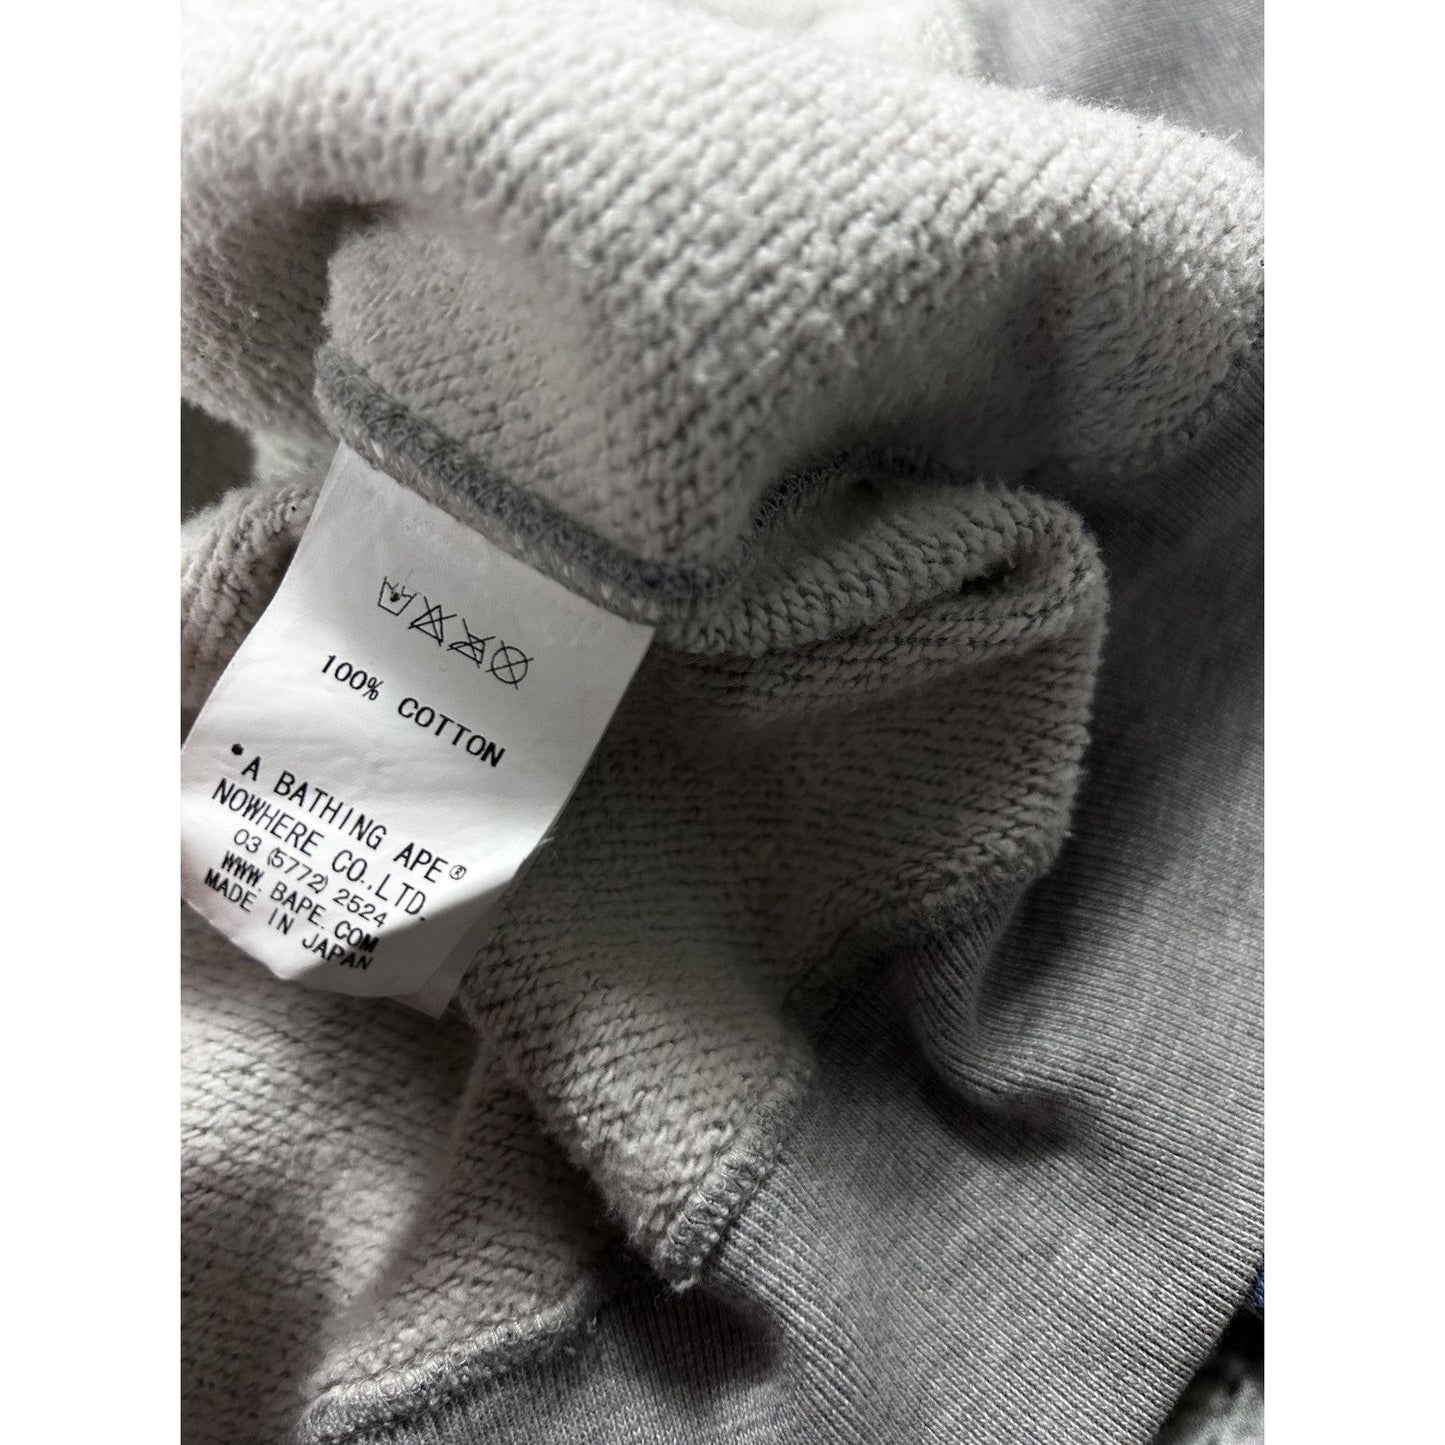 100% COTTON
•A BATHING APE®
NOWHERE CO.,LTD.
03 (5772) 2524
WWW.BAPE.COM
MADE IN JAPAN